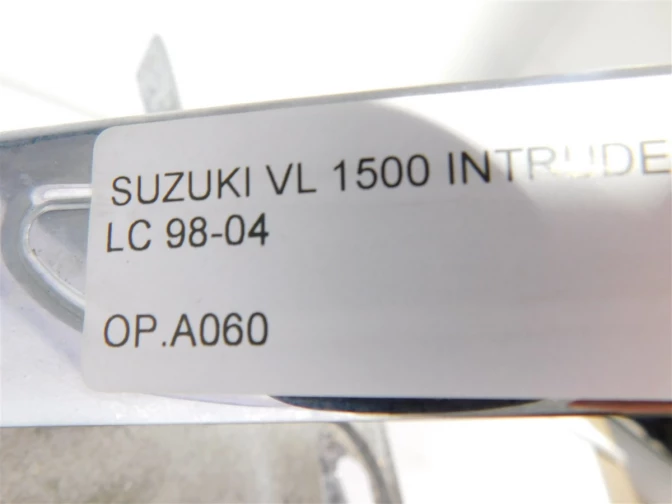 SUZUKI VL 1500 INTRUDE
LC 98-04
OP.A060